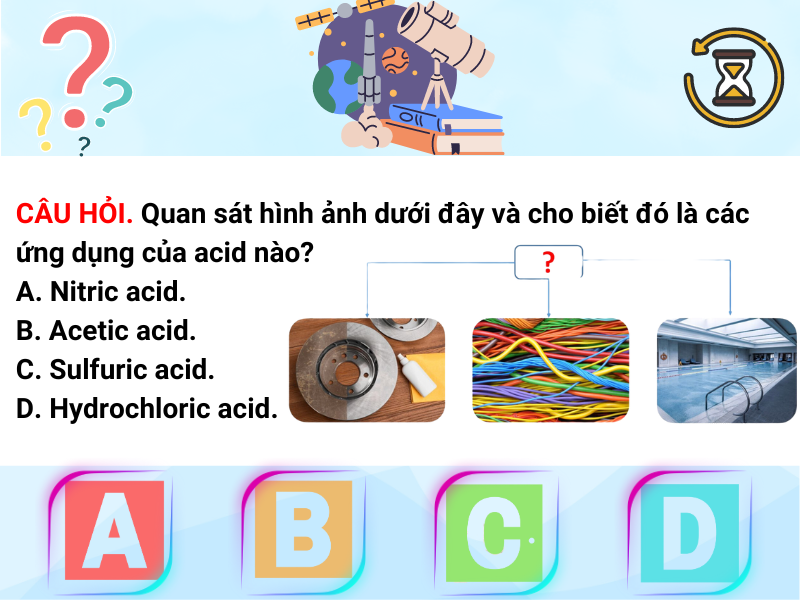 ? ? ? ?
CÂU HỎI. Quan sát hình ảnh dưới đây và cho biết đó là các
ứng dụng của acid nào?
?
A. Nitric acid.
B. Acetic acid.
C. Sulfuric acid.
D. Hydrochloric acid.
A B C D